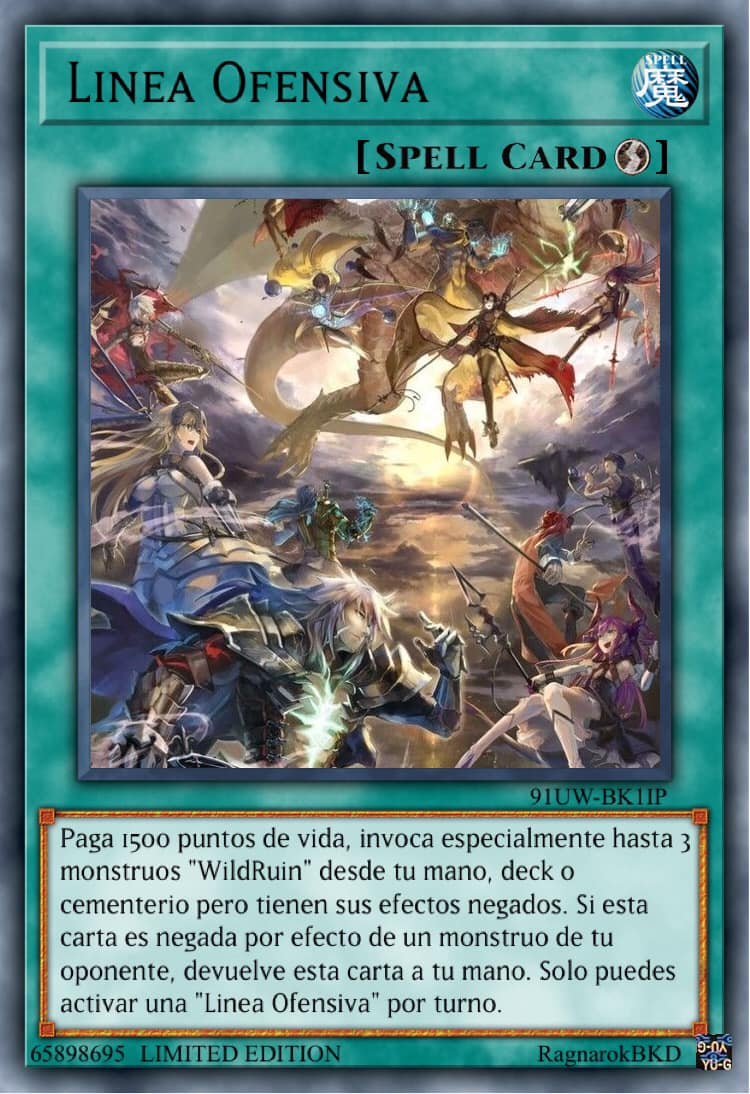 LINEA OFENSIVA
SPELL
魔
[SPELL CARD]
91UW-BK1IP
Paga 1500 puntos de vida, invoca especialmente hasta 3
monstruos "WildRuin" desde tu mano, deck o
cementerio pero tienen sus efectos negados. Si esta
carta es negada por efecto de un monstruo de tu
oponente, devuelve esta carta a tu mano. Solo puedes
activar una "Linea Ofensiva" por turno.
65898695 LIMITED EDITION
RagnarokBKD
YU-G
YU-G